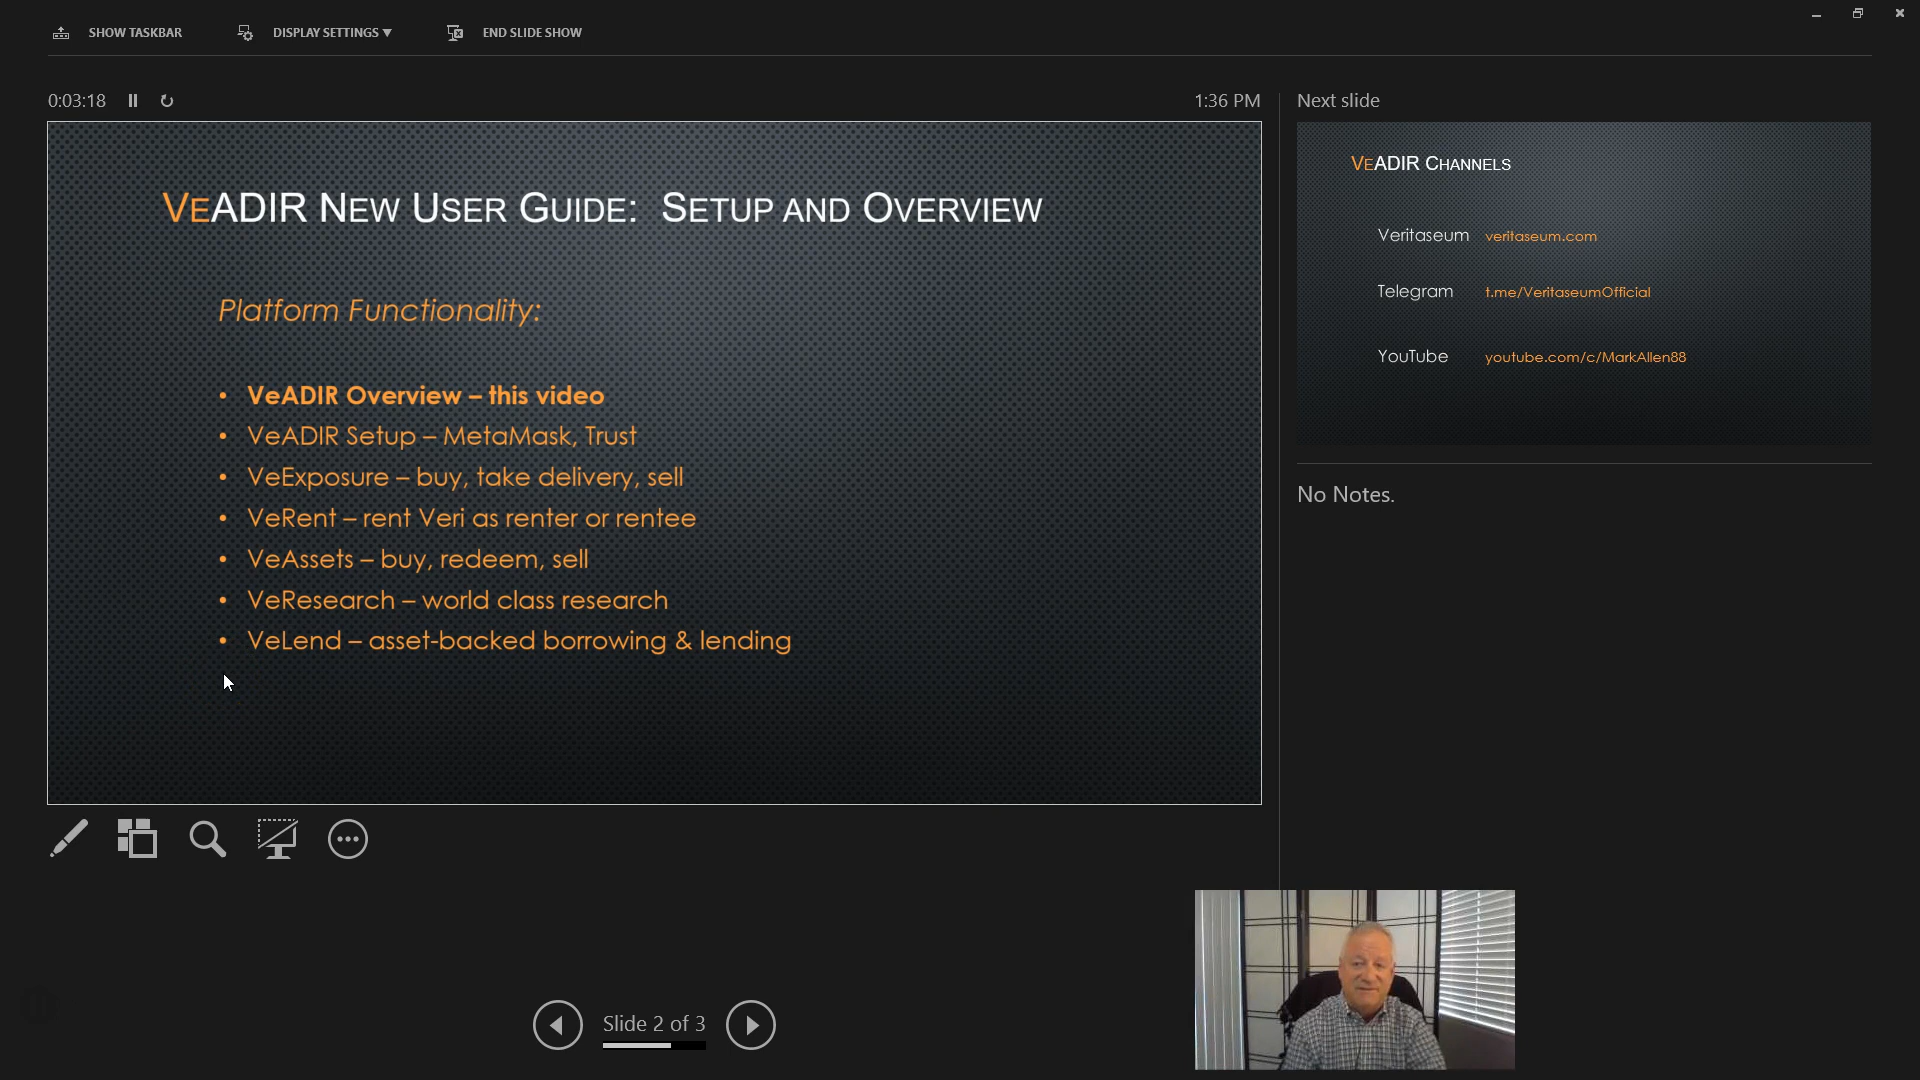 SHOW TASKBAR
DISPLAY SETTINGS ▼
END SLIDE SHOW
0:03:18
1:36 PM
VEADIR NEW USER GUIDE: SETUP AND OVERVIEW
Platform Functionality:
• VeADIR Overview – this video
• VeADIR Setup – MetaMask, Trust
• VeExposure – buy, take delivery, sell
• VeRent – rent Veri as renter or rentee
• VeAssets – buy, redeem, sell
• VeResearch – world class research
• VeLend – asset-backed borrowing & lending
Slide 2 of 3
Next slide
VEADIR CHANNELS
Veritaseum veritaseum.com
Telegram t.me/VeritaseumOfficial
YouTube youtube.com/c/MarkAllen88
No Notes.